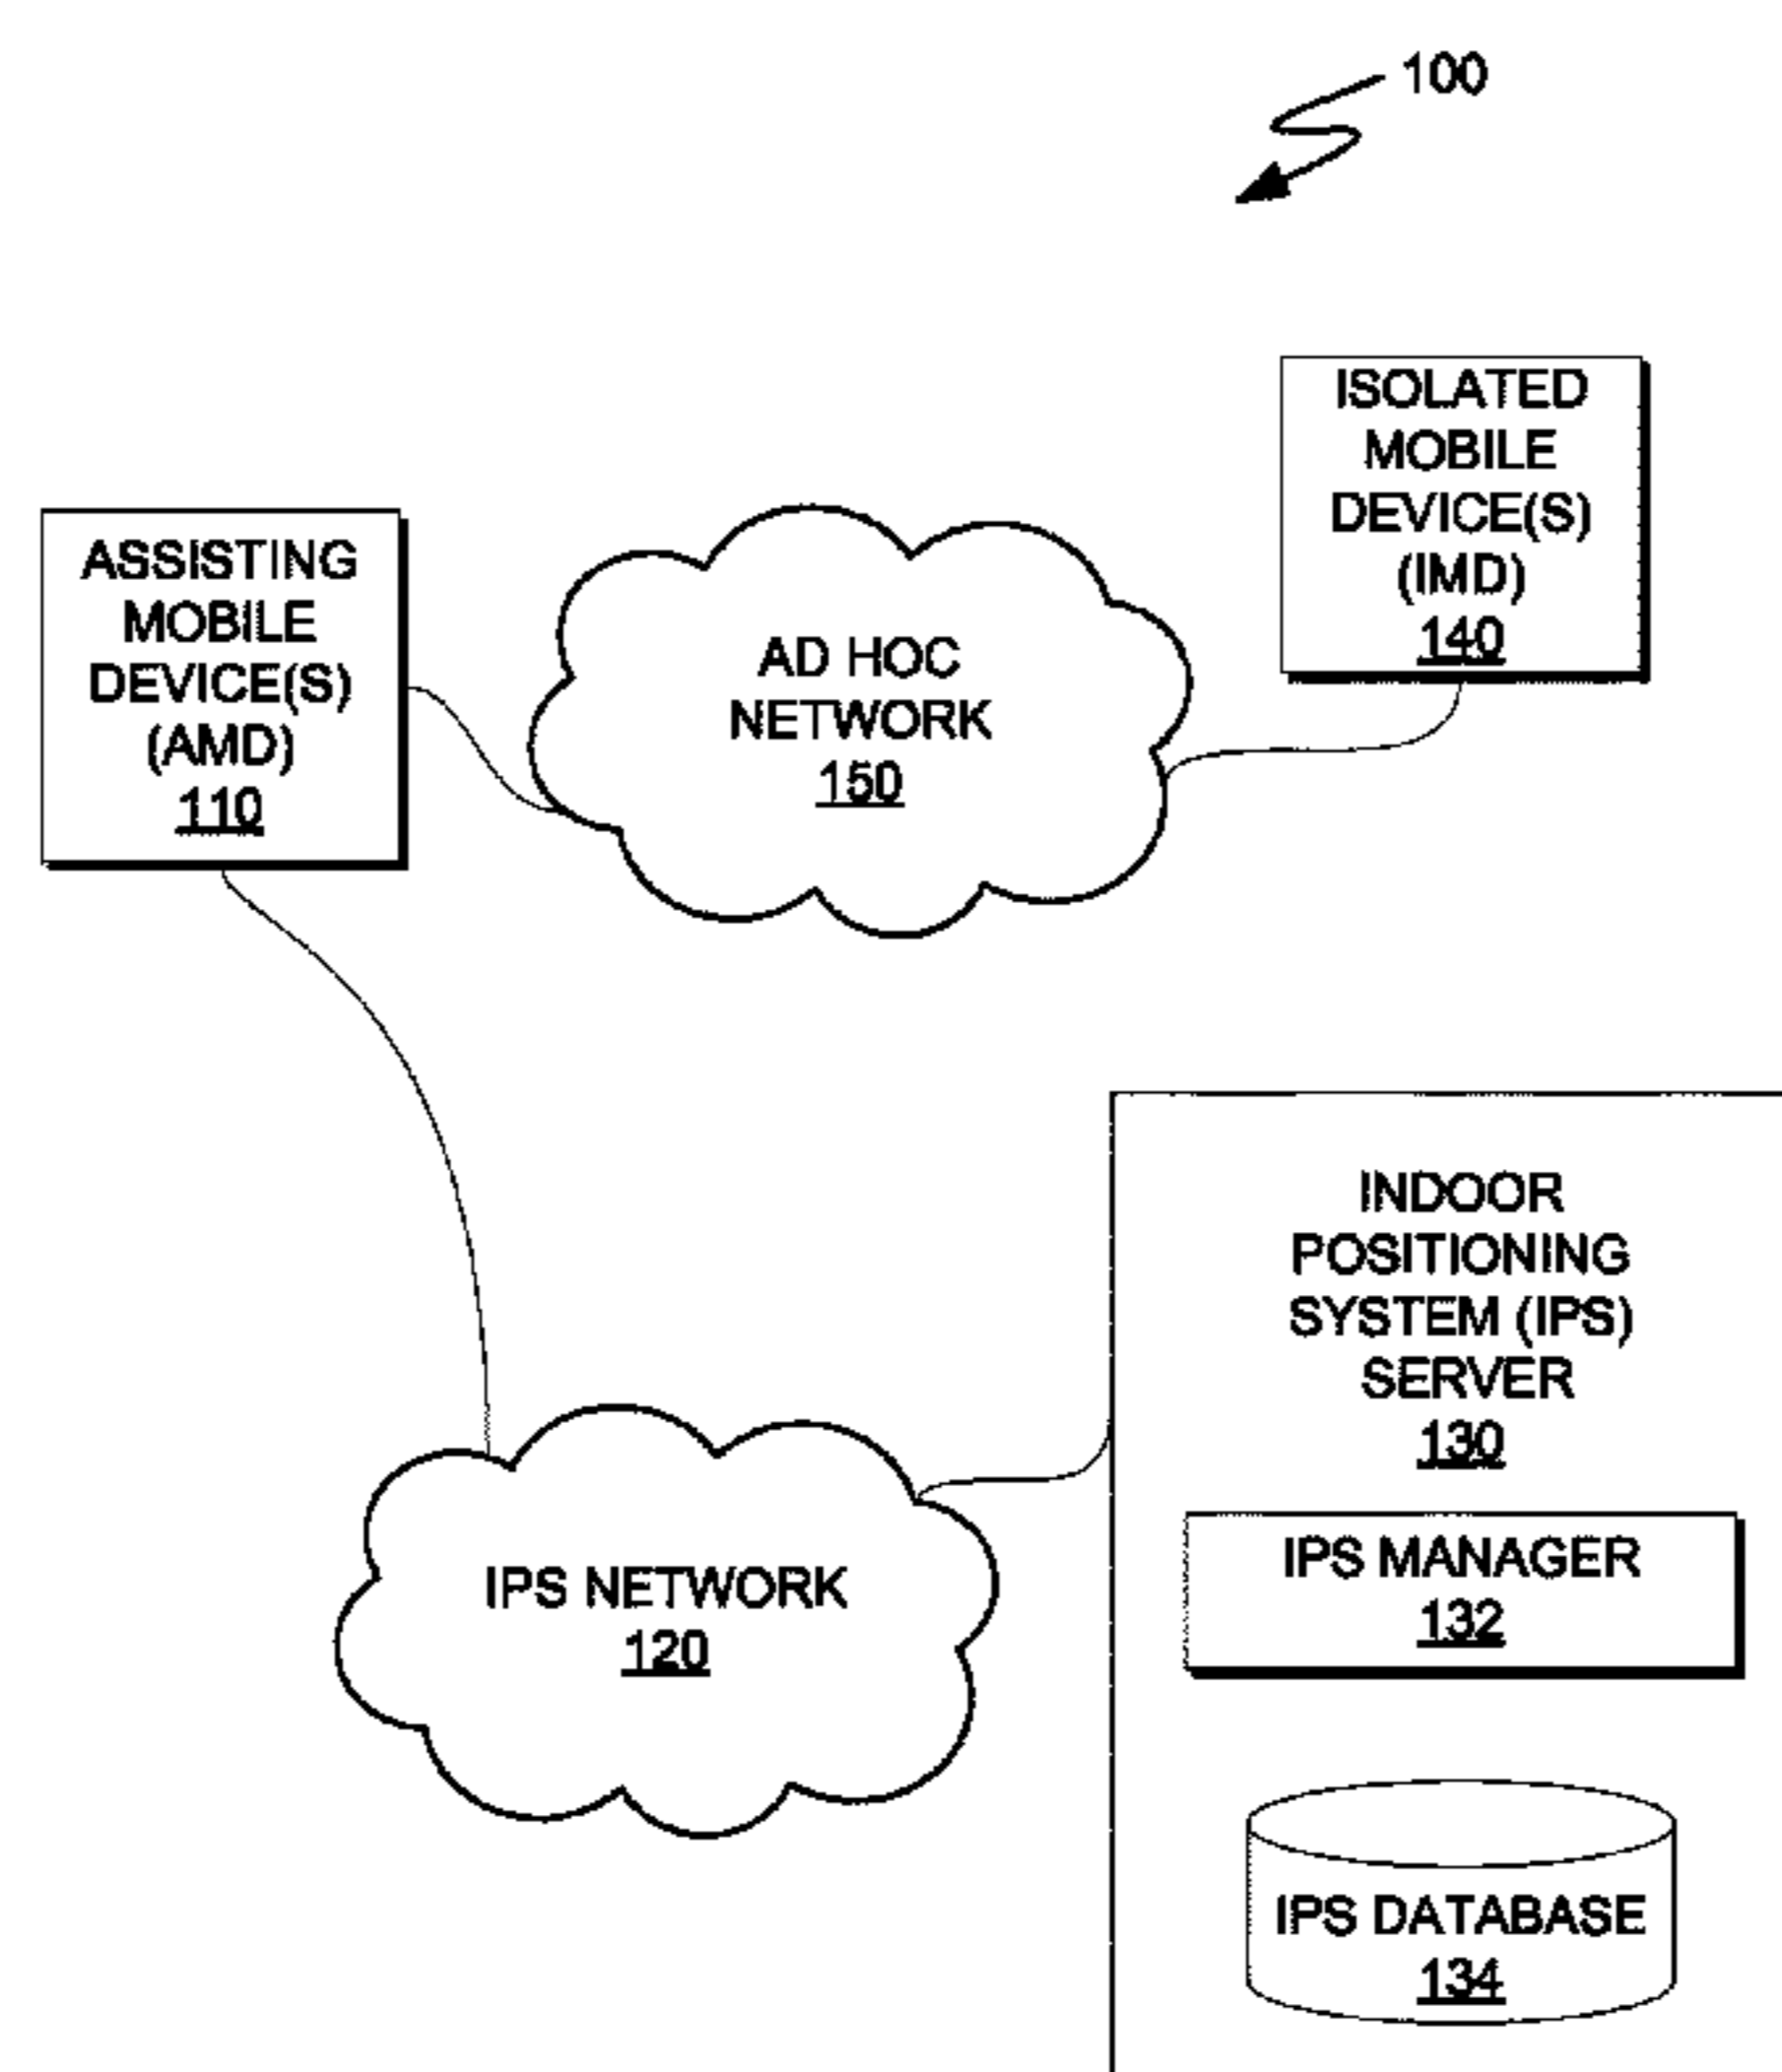 100
ISOLATED
MOBILE
DEVICE(S)
(IMD)
140
ASSISTING
MOBILE
DEVICE(S)
(AMD)
110
AD HOC
NETWORK
150
INDOOR
POSITIONING
SYSTEM (IPS)
SERVER
130
IPS MANAGER
132
IPS NETWORK
120
IPS DATABASE
134